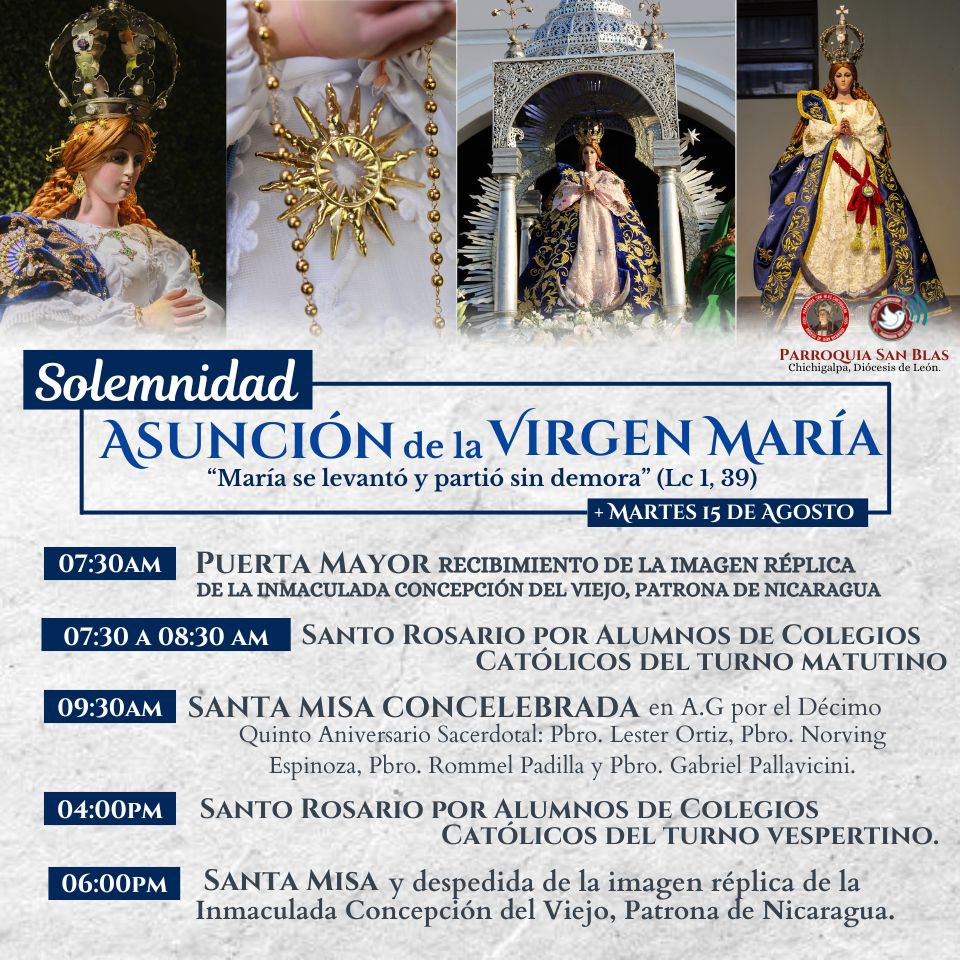 PARROQUIA SAN BLAS
Chichigalpa, Diócesis de León.
Solemnidad
ASUNCIÓN de la VIRGEN MARÍA
“María se levantó y partió sin demora” (Lc 1, 39)
+ MARTES 15 DE AGOSTO
07:30AM PUERTA MAYOR RECIBIMIENTO DE LA IMAGEN RÉPLICA
DE LA INMACULADA CONCEPCIÓN DEL VIEJO, PATRONA DE NICARAGUA
07:30 A 08:30 AM SANTO ROSARIO POR ALUMNOS DE COLEGIOS
CATÓLICOS DEL TURNO MATUTINO
09:30AM SANTA MISA CONCELEBRADA en A.G por el Décimo
Quinto Aniversario Sacerdotal: Pbro. Lester Ortiz, Pbro. Norving
Espinoza, Pbro. Rommel Padilla y Pbro. Gabriel Pallavicini.
04:00PM SANTO ROSARIO POR ALUMNOS DE COLEGIOS
CATÓLICOS DEL TURNO VESPERTINO.
06:00PM SANTA MISA y despedida de la imagen réplica de la
Inmaculada Concepción del Viejo, Patrona de Nicaragua.